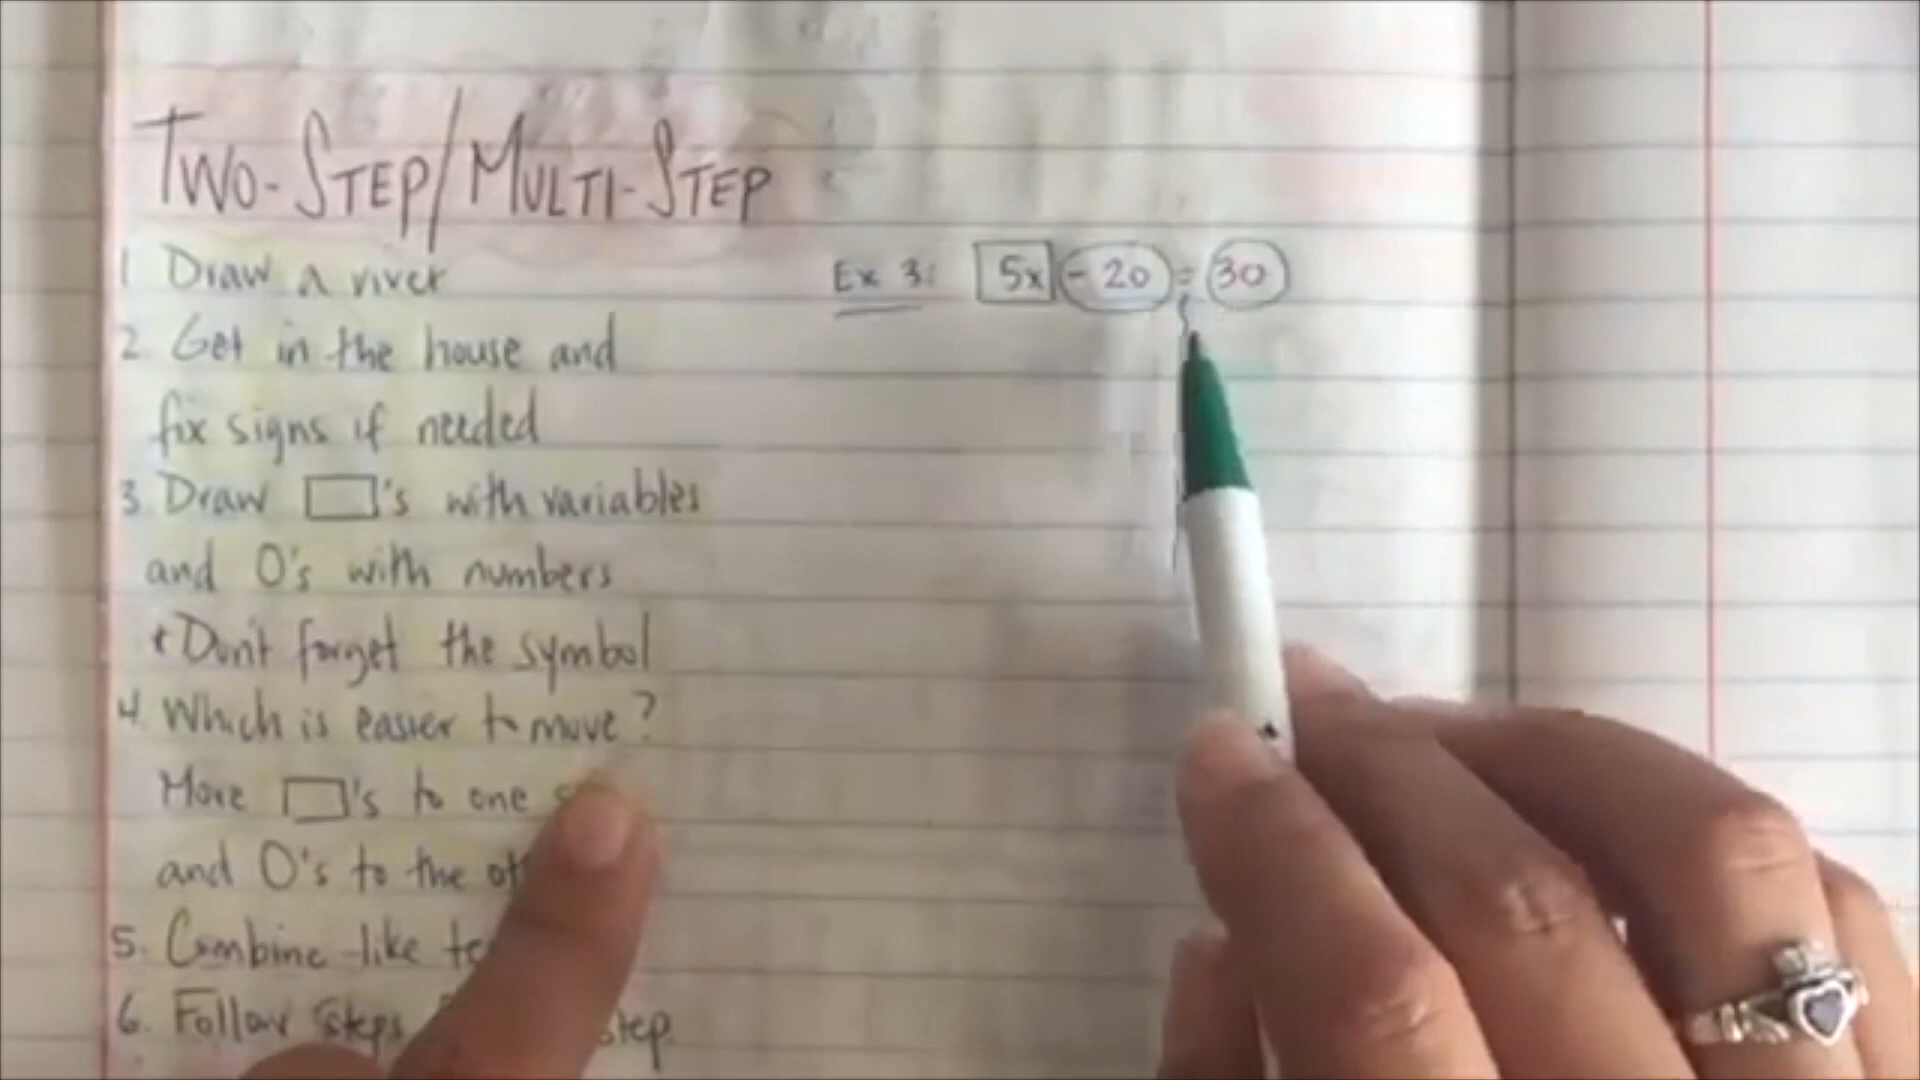 TWO-STEP/MULTI-STEP
1 Draw a river
2. Get in the house and
fix signs if needed
3. Draw □'s with variables
and O's with numbers
*Don't forget the symbol
4. Which is easier to move?
Move □'s to one
and O's to the
5. Combine like
6. Follow steps step.
Ex 3: 5x - 20 = 30